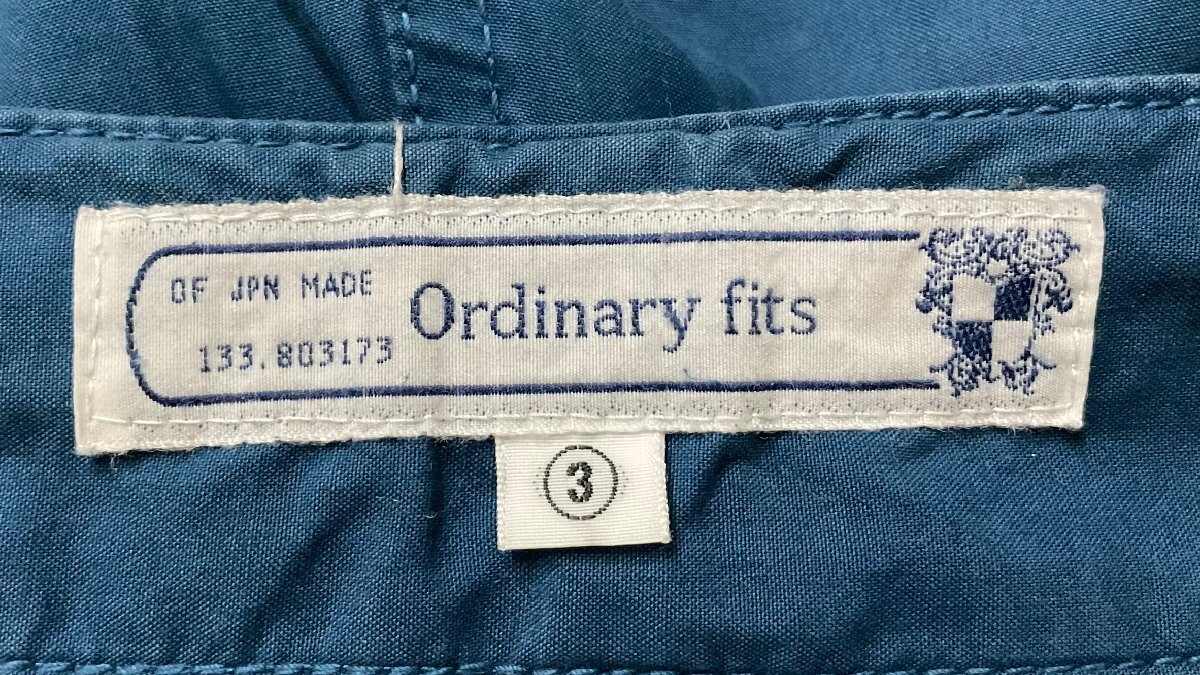 OF JPN MADE
133.803173
Ordinary fits
3